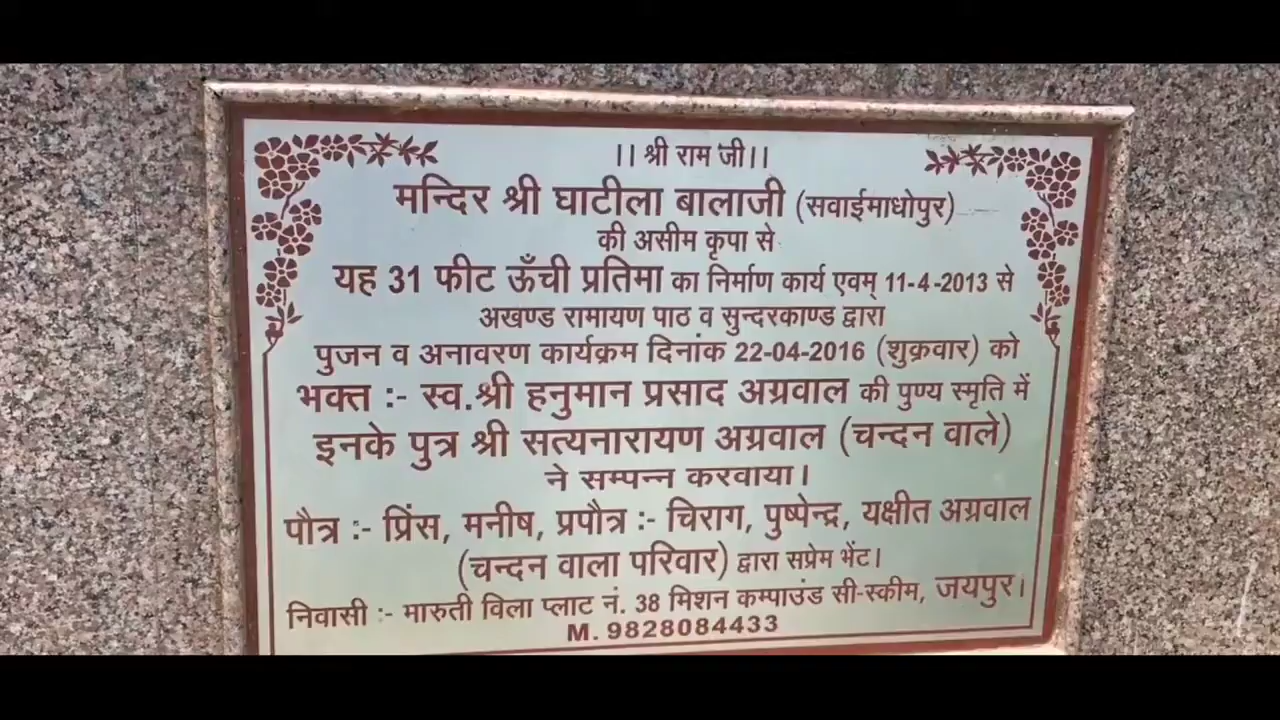 ।। श्री राम जी।।
मन्दिर श्री घाटीला बालाजी (सवाईमाधोपुर)
की असीम कृपा से
यह 31 फीट ऊँची प्रतिमा का निर्माण कार्य एवम् 11-4-2013 से
अखण्ड रामायण पाठ व सुन्दरकाण्ड द्वारा
पुजन व अनावरण कार्यक्रम दिनांक 22-04-2016 (शुक्रवार) को
भक्त :- स्व.श्री हनुमान प्रसाद अग्रवाल की पुण्य स्मृति में
इनके पुत्र श्री सत्यनारायण अग्रवाल (चन्दन वाले)
ने सम्पन्न करवाया।
पौत्र :- प्रिंस, मनीष, प्रपौत्र :- चिराग, पुष्पेन्द्र, यक्षीत अग्रवाल
(चन्दन वाला परिवार) द्वारा सप्रेम भेंट।
निवासी :- मारुती विला प्लाट नं. 38 मिशन कम्पाउंड सी-स्कीम, जयपुर।
M. 9828084433